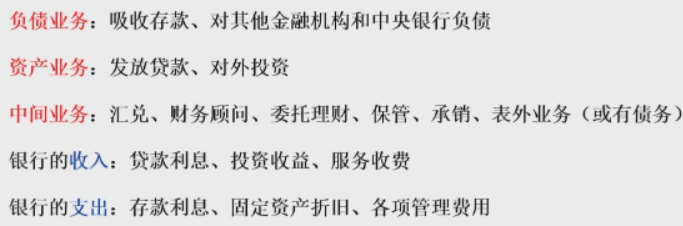 负债业务：吸收存款、对其他金融机构和中央银行负债
资产业务：发放贷款、对外投资
中间业务：汇兑、财务顾问、委托理财、保管、承销、表外业务（或有债务）
银行的收入：贷款利息、投资收益、服务收费
银行的支出：存款利息、固定资产折旧、各项管理费用